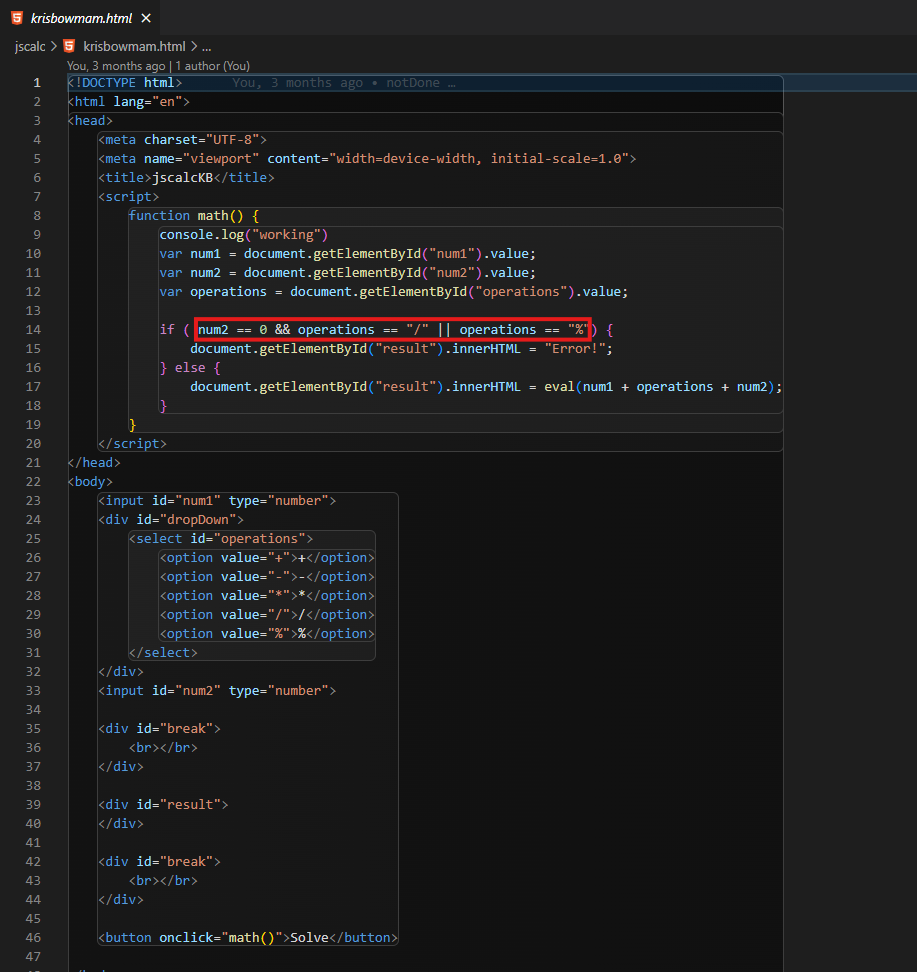 krisbowmam.html
jscalc > krisbowmam.html > ...
You, 3 months ago | 1 author (You)
1 <!DOCTYPE html> You, 3 months ago • notDone …
2 <html lang="en">
3 <head>
4 <meta charset="UTF-8">
5 <meta name="viewport" content="width=device-width, initial-scale=1.0">
6 <title>jscalcKB</title>
7 <script>
8 function math() {
9 console.log("working")
10 var num1 = document.getElementById("num1").value;
11 var num2 = document.getElementById("num2").value;
12 var operations = document.getElementById("operations").value;
13
14 if ( num2 == 0 && operations == "/" || operations == "%") {
15 document.getElementById("result").innerHTML = "Error!";
16 } else {
17 document.getElementById("result").innerHTML = eval(num1 + operations + num2);
18 }
19 }
20 </script>
21 </head>
22 <body>
23 <input id="num1" type="number">
24 <div id="dropDown">
25 <select id="operations">
26 <option value="+">+</option>
27 <option value="-">-</option>
28 <option value="*">*</option>
29 <option value="/">/</option>
30 <option value="%">%</option>
31 </select>
32 </div>
33 <input id="num2" type="number">
34
35 <div id="break">
36 <br></br>
37 </div>
38
39 <div id="result">
40 </div>
41
42 <div id="break">
43 <br></br>
44 </div>
45
46 <button onclick="math()">Solve</button>
47